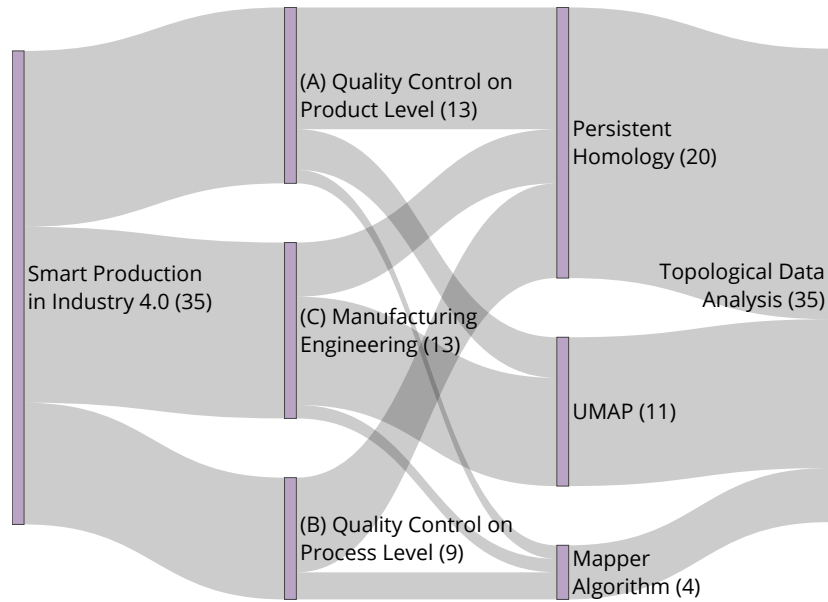 Smart Production
in Industry 4.0 (35)
(A) Quality Control on
Product Level (13)
(C) Manufacturing
Engineering (13)
(B) Quality Control on
Process Level (9)
Persistent
Homology (20)
UMAP (11)
Mapper
Algorithm (4)
Topological Data
Analysis (35)